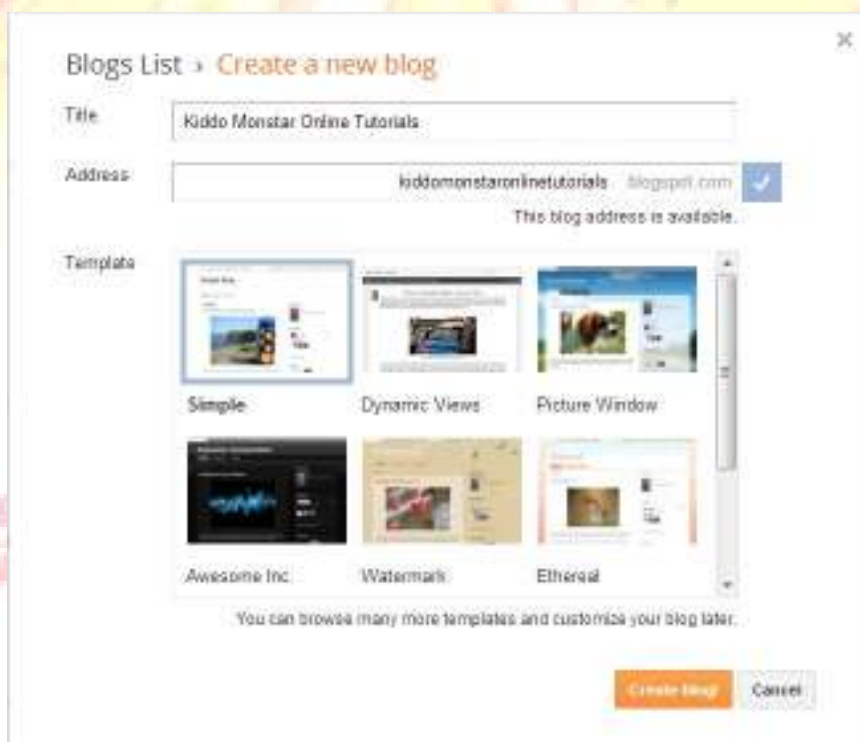 Blogs List › Create a new blog
Title
Kiddo Monstar Online Tutorials
Address
kiddomonstaronlinetutorials .blogspot.com
This blog address is available.
Template
Simple
Dynamic Views
Picture Window
Awesome Inc.
Watermark
Ethereal
You can browse many more templates and customize your blog later.
Create blog!
Cancel